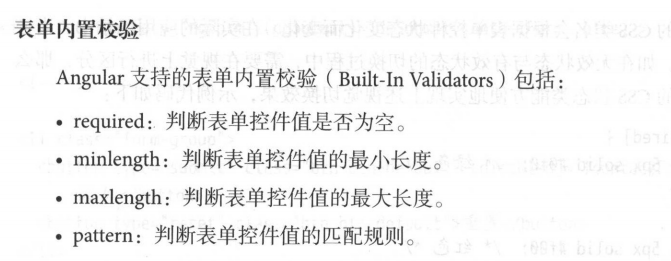 表单内置校验
Angular 支持的表单内置校验（Built-In Validators）包括：
• required：判断表单控件值是否为空。
• minlength：判断表单控件值的最小长度。
• maxlength：判断表单控件值的最大长度。
• pattern：判断表单控件值的匹配规则。